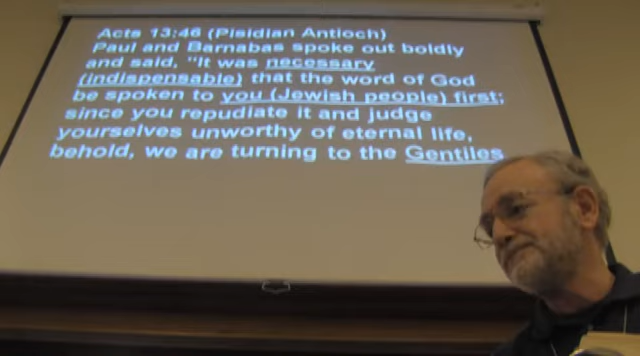 Acts 13:46 (Pisidian Antioch)
Paul and Barnabas spoke out boldly
and said, "It was necessary
(indispensable) that the word of God
be spoken to you (Jewish people) first;
since you repudiate it and judge
yourselves unworthy of eternal life,
behold, we are turning to the Gentiles